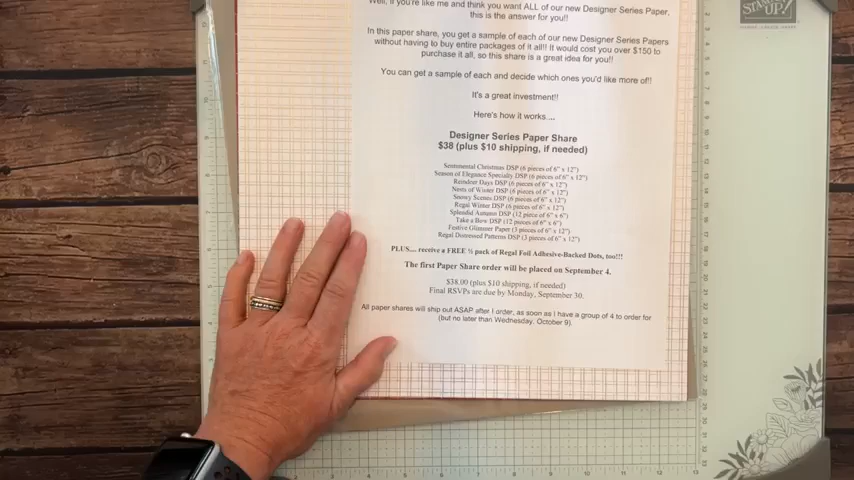 Well, if you're like me and think you want ALL of our new Designer Series Paper,
this is the answer for you!!
In this paper share, you get a sample of each of our new Designer Series Papers
without having to buy entire packages of it all!! It would cost you over $150 to
purchase it all, so this share is a great idea for you!!
You can get a sample of each and decide which ones you'd like more of!!
It's a great investment!!
Here's how it works....
Designer Series Paper Share
$38 (plus $10 shipping, if needed)
Sentimental Christmas DSP (6 pieces of 6" x 12")
Season of Elegance Specialty DSP (6 pieces of 6" x 12")
Reindeer Days DSP (6 pieces of 6" x 12")
Nests of Winter DSP (6 pieces of 6" x 12")
Snowy Scenes DSP (6 pieces of 6" x 12")
Regal Winter DSP (6 pieces of 6" x 12")
Splendid Autumn DSP (12 piece of 6" x 6")
Take a Bow DSP (12 pieces of 6" x 6")
Festive Glimmer Paper (3 pieces of 6" x 12")
Regal Distressed Patterns DSP (3 pieces of 6" x 12")
PLUS.... receive a FREE ½ pack of Regal Foil Adhesive-Backed Dots, too!!!
The first Paper Share order will be placed on September 4.
$38.00 (plus $10 shipping, if needed)
Final RSVPs are due by Monday, September 30.
All paper shares will ship out ASAP after I order, as soon as I have a group of 4 to order for
(but no later than Wednesday, October 9).
STAMPIN' UP!